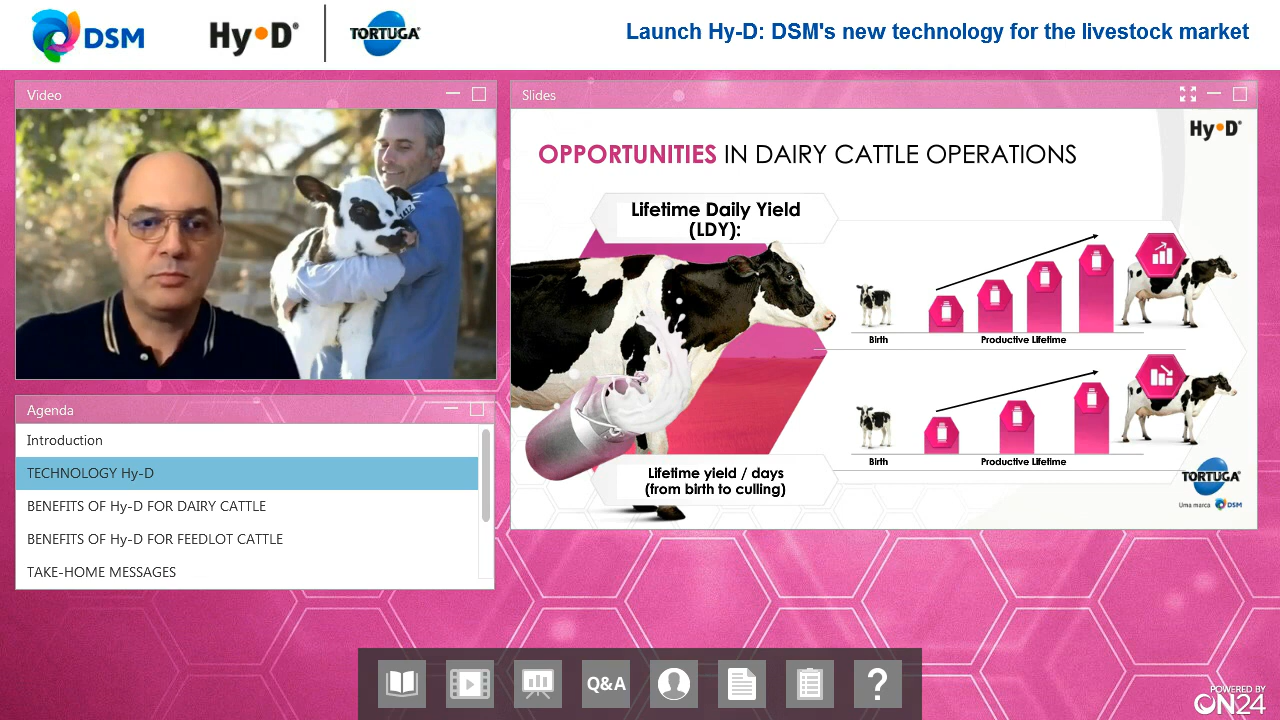 DSM
Hy•D®
TORTUGA®
Launch Hy-D: DSM's new technology for the livestock market
Video
Slides
Hy•D®
OPPORTUNITIES IN DAIRY CATTLE OPERATIONS
Lifetime Daily Yield
(LDY):
Birth
Productive Lifetime
Birth
Productive Lifetime
Lifetime yield / days
(from birth to culling)
TORTUGA®
Uma marca DSM
Agenda
Introduction
TECHNOLOGY Hy-D
BENEFITS OF Hy-D FOR DAIRY CATTLE
BENEFITS OF Hy-D FOR FEEDLOT CATTLE
TAKE-HOME MESSAGES
Q&A
?
POWERED BY
ON24